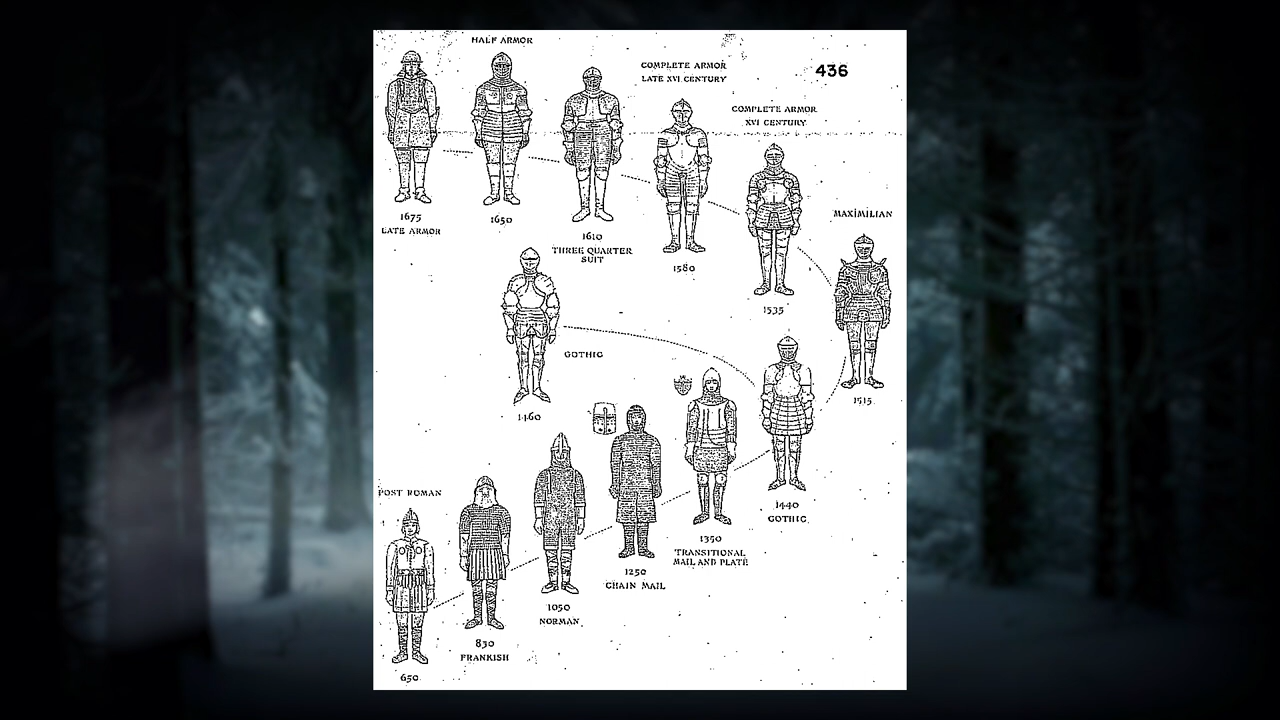 HALF ARMOR
COMPLETE ARMOR
LATE XVI CENTURY
436
COMPLETE ARMOR
XVI CENTURY
1675
LATE ARMOR
1650
1610
THREE QUARTER
SUIT
1580
1535
MAXIMILIAN
1515
GOTHIC
1460
1440
GOTHIC
1350
TRANSITIONAL
MAIL AND PLATE
1250
CHAIN MAIL
1050
NORMAN
830
FRANKISH
POST ROMAN
650